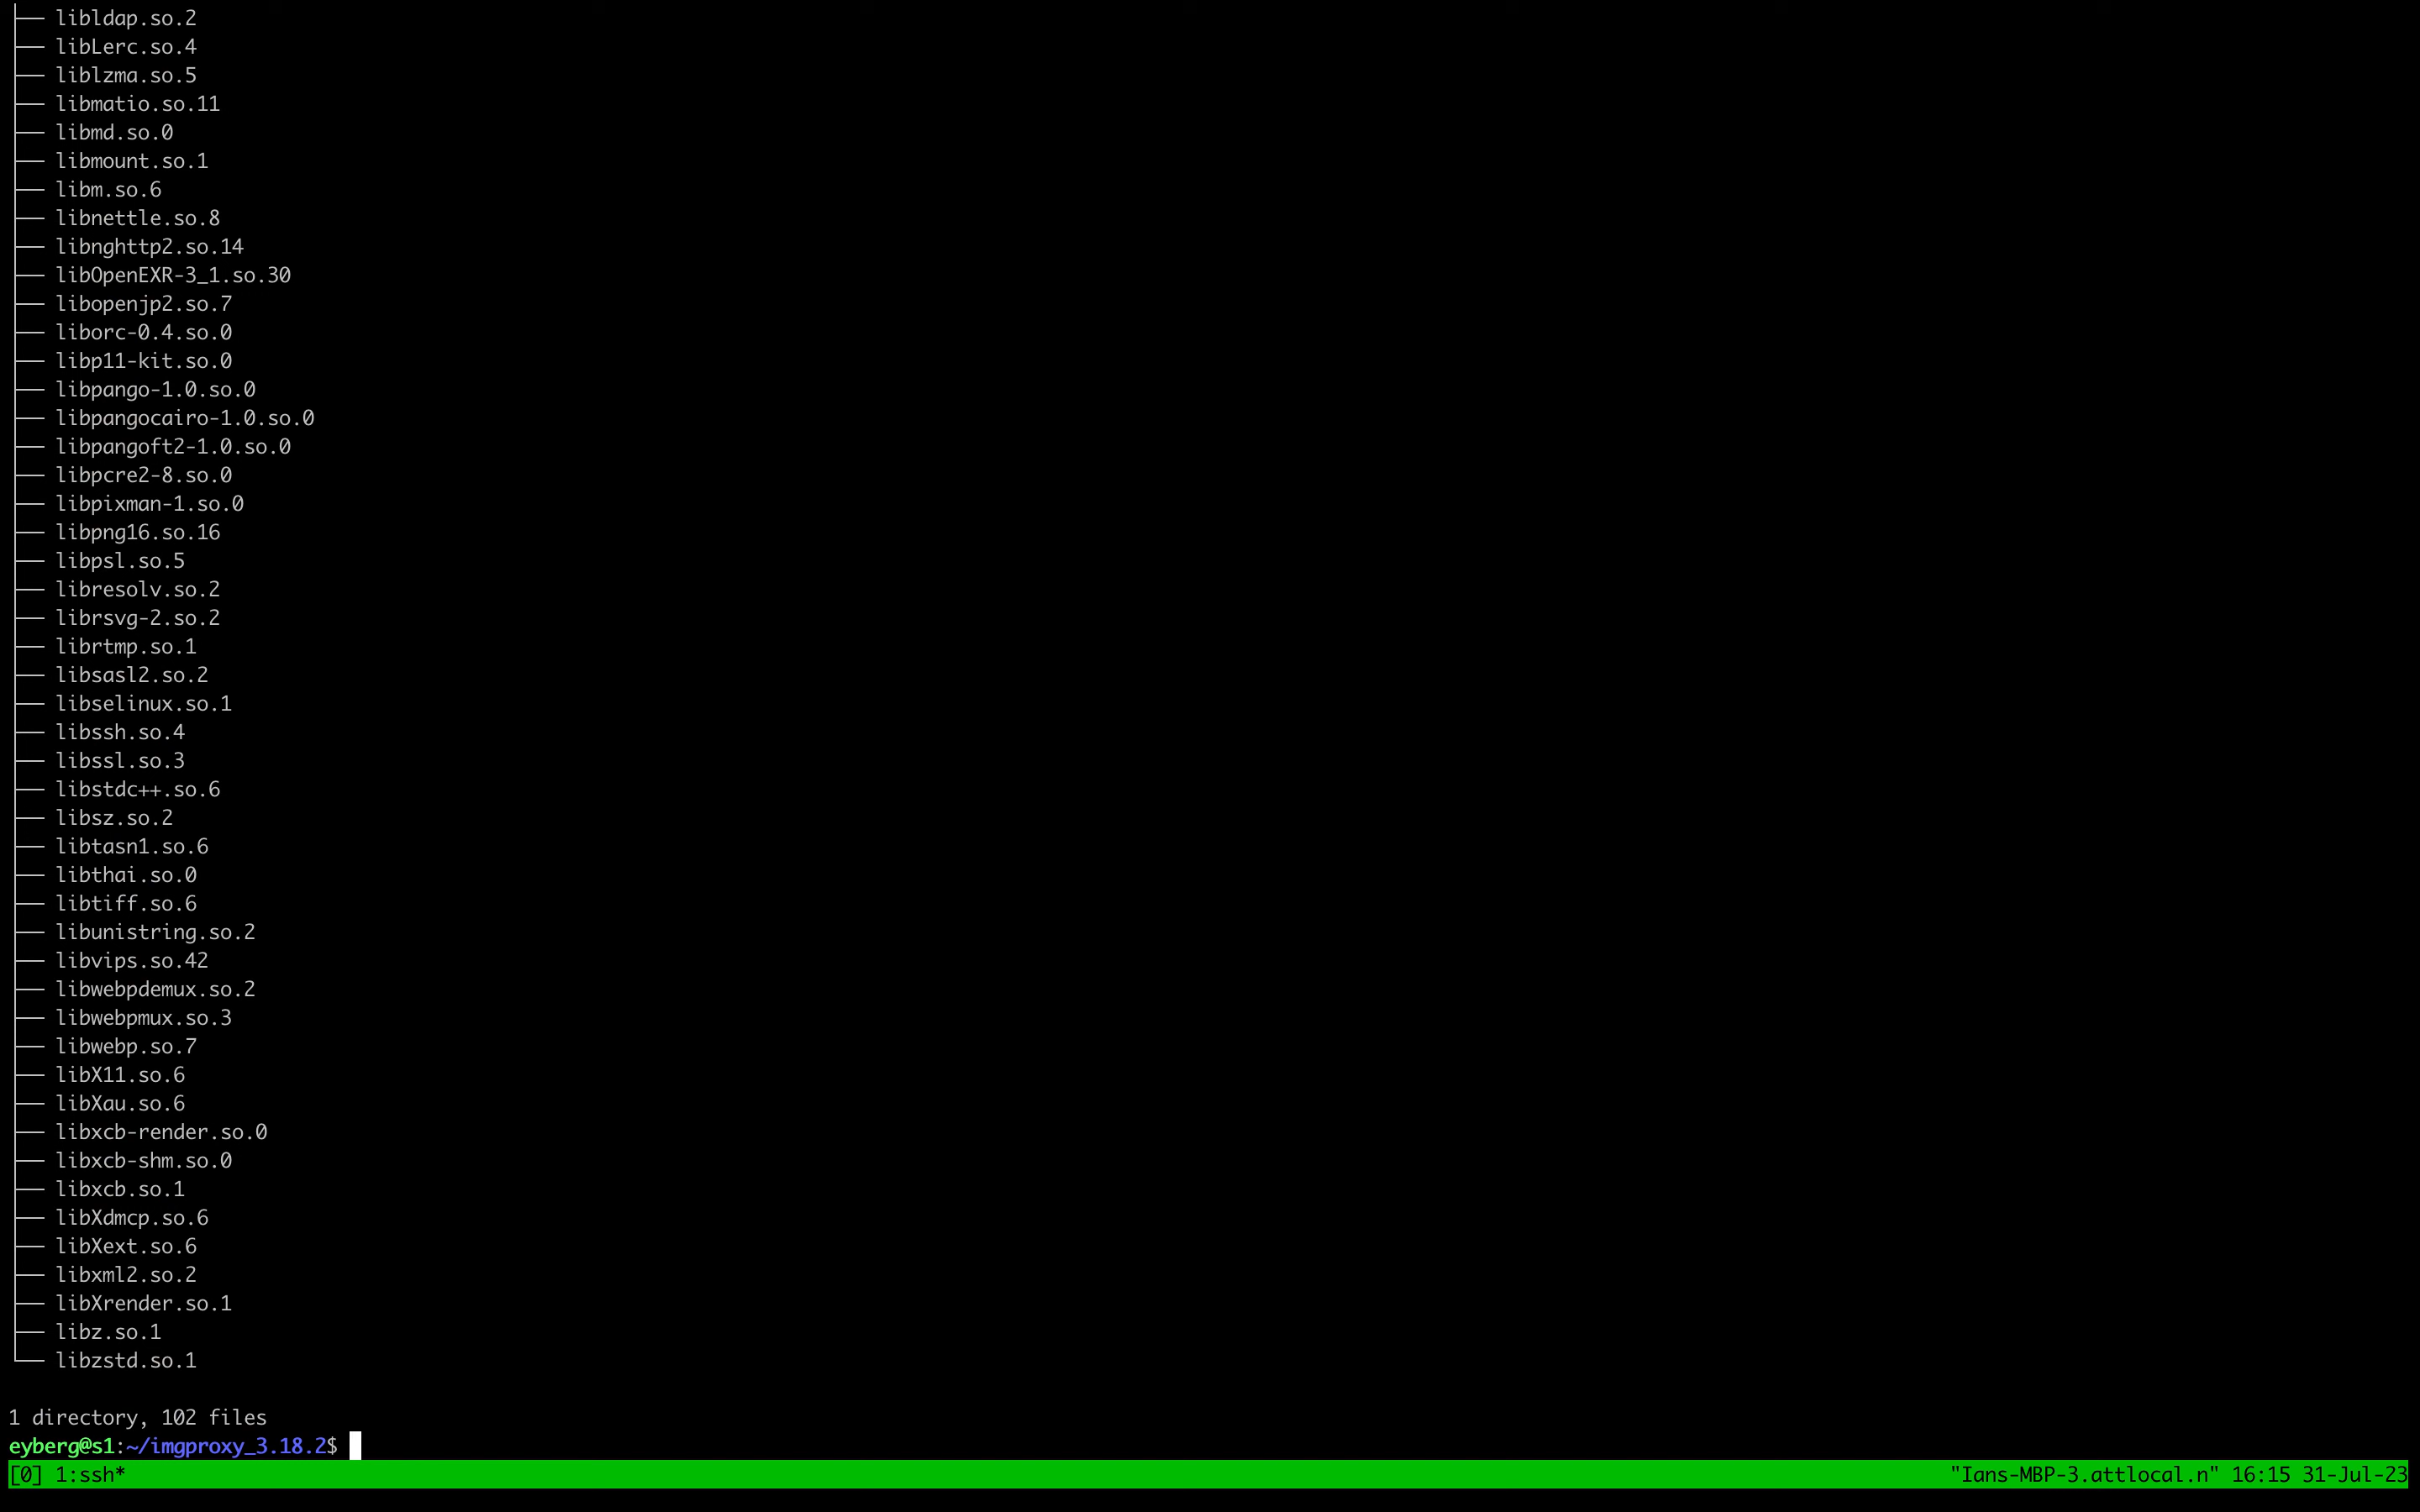 ├── libldap.so.2
├── libLerc.so.4
├── liblzma.so.5
├── libmatio.so.11
├── libmd.so.0
├── libmount.so.1
├── libm.so.6
├── libnettle.so.8
├── libnghttp2.so.14
├── libOpenEXR-3_1.so.30
├── libopenjp2.so.7
├── liborc-0.4.so.0
├── libp11-kit.so.0
├── libpango-1.0.so.0
├── libpangocairo-1.0.so.0
├── libpangoft2-1.0.so.0
├── libpcre2-8.so.0
├── libpixman-1.so.0
├── libpng16.so.16
├── libpsl.so.5
├── libresolv.so.2
├── librsvg-2.so.2
├── librtmp.so.1
├── libsasl2.so.2
├── libselinux.so.1
├── libssh.so.4
├── libssl.so.3
├── libstdc++.so.6
├── libsz.so.2
├── libtasn1.so.6
├── libthai.so.0
├── libtiff.so.6
├── libunistring.so.2
├── libvips.so.42
├── libwebpdemux.so.2
├── libwebpmux.so.3
├── libwebp.so.7
├── libX11.so.6
├── libXau.so.6
├── libxcb-render.so.0
├── libxcb-shm.so.0
├── libxcb.so.1
├── libXdmcp.so.6
├── libXext.so.6
├── libxml2.so.2
├── libXrender.so.1
├── libz.so.1
└── libzstd.so.1
1 directory, 102 files
eyberg@s1:~/imgproxy_3.18.2$
[0] 1:ssh* "Ians-MBP-3.attlocal.n" 16:15 31-Jul-23